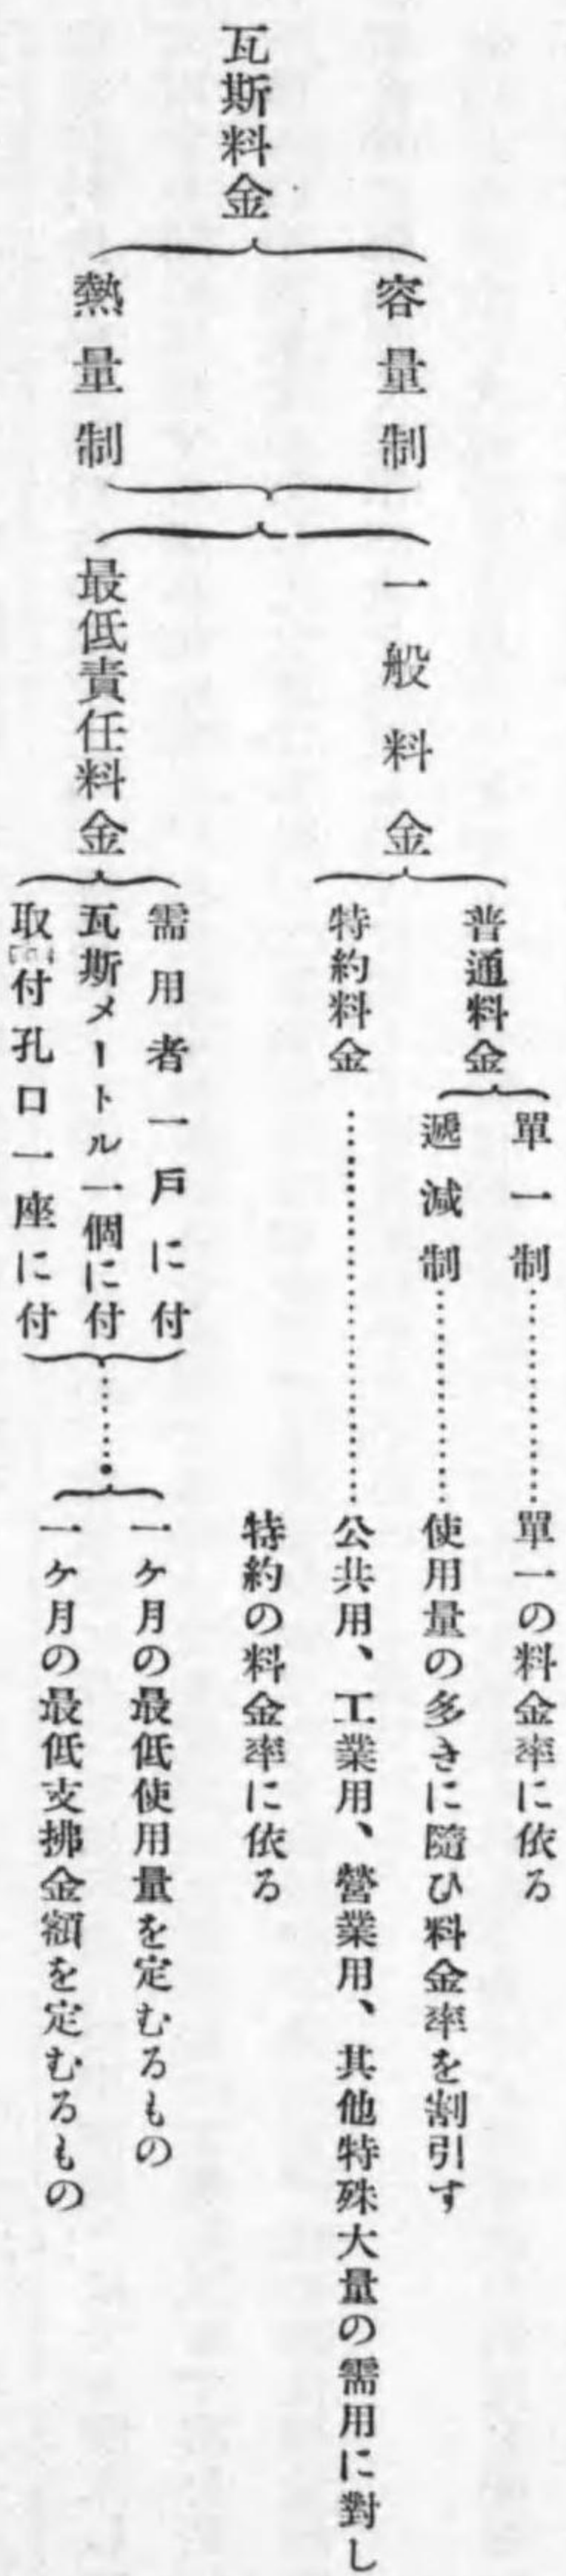 瓦斯料金
容量制
熱量制
一般料金
最低責任料金
普通料金
特約料金
單一制
遞減制
單一の料金率に依る
使用量の多きに隨ひ料金率を割引す
公共用、工業用、營業用、其他特殊大量の需用に對し
特約の料金率に依る
需用者一戶に付
瓦斯メートル一個に付
取付孔口一座に付
一ケ月の最低使用量を定むるもの
一ケ月の最低支拂金額を定むるもの